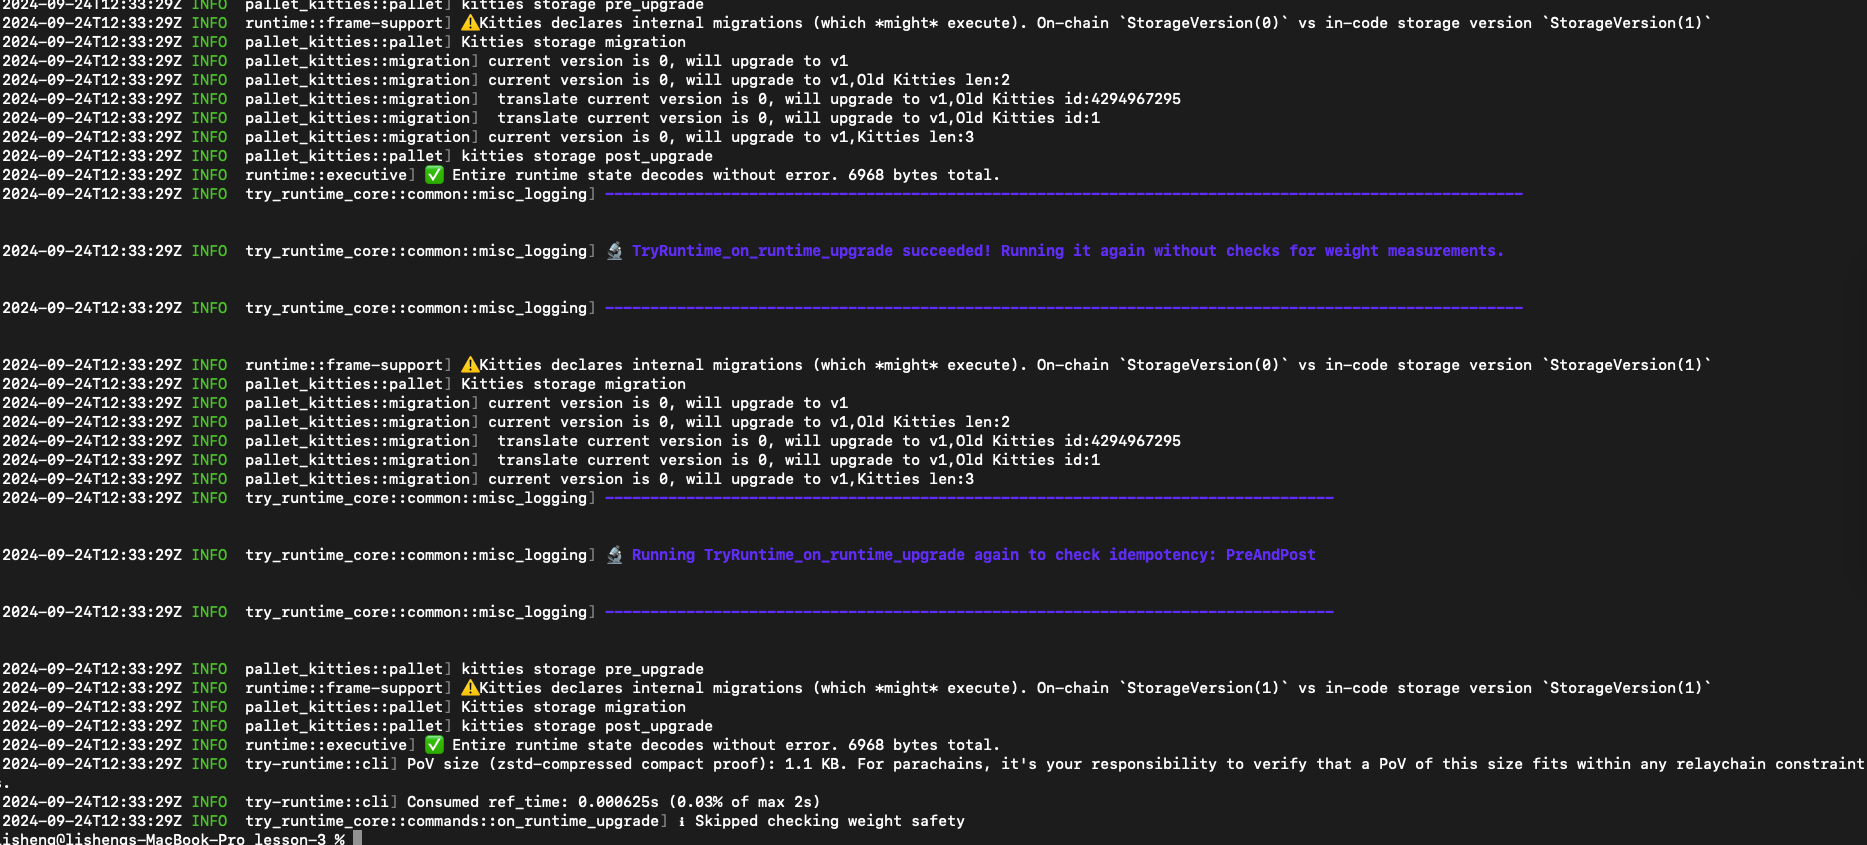 2024-09-24T12:33:29Z INFO  pallet_kitties::pallet] kitties storage pre_upgrade
2024-09-24T12:33:29Z INFO  runtime::frame-support] ⚠️Kitties declares internal migrations (which *might* execute). On-chain `StorageVersion(0)` vs in-code storage version `StorageVersion(1)`
2024-09-24T12:33:29Z INFO  pallet_kitties::pallet] Kitties storage migration
2024-09-24T12:33:29Z INFO  pallet_kitties::migration] current version is 0, will upgrade to v1
2024-09-24T12:33:29Z INFO  pallet_kitties::migration] current version is 0, will upgrade to v1,Old Kitties len:2
2024-09-24T12:33:29Z INFO  pallet_kitties::migration]  translate current version is 0, will upgrade to v1,Old Kitties id:4294967295
2024-09-24T12:33:29Z INFO  pallet_kitties::migration]  translate current version is 0, will upgrade to v1,Old Kitties id:1
2024-09-24T12:33:29Z INFO  pallet_kitties::migration] current version is 0, will upgrade to v1,Kitties len:3
2024-09-24T12:33:29Z INFO  pallet_kitties::pallet] kitties storage post_upgrade
2024-09-24T12:33:29Z INFO  runtime::executive] ✅ Entire runtime state decodes without error. 6968 bytes total.
2024-09-24T12:33:29Z INFO  try_runtime_core::common::misc_logging] ------------------------------------------------------------------------------------------------------
2024-09-24T12:33:29Z INFO  try_runtime_core::common::misc_logging] 🔬 TryRuntime_on_runtime_upgrade succeeded! Running it again without checks for weight measurements.
2024-09-24T12:33:29Z INFO  try_runtime_core::common::misc_logging] ------------------------------------------------------------------------------------------------------
2024-09-24T12:33:29Z INFO  runtime::frame-support] ⚠️Kitties declares internal migrations (which *might* execute). On-chain `StorageVersion(0)` vs in-code storage version `StorageVersion(1)`
2024-09-24T12:33:29Z INFO  pallet_kitties::pallet] Kitties storage migration
2024-09-24T12:33:29Z INFO  pallet_kitties::migration] current version is 0, will upgrade to v1
2024-09-24T12:33:29Z INFO  pallet_kitties::migration] current version is 0, will upgrade to v1,Old Kitties len:2
2024-09-24T12:33:29Z INFO  pallet_kitties::migration]  translate current version is 0, will upgrade to v1,Old Kitties id:4294967295
2024-09-24T12:33:29Z INFO  pallet_kitties::migration]  translate current version is 0, will upgrade to v1,Old Kitties id:1
2024-09-24T12:33:29Z INFO  pallet_kitties::migration] current version is 0, will upgrade to v1,Kitties len:3
2024-09-24T12:33:29Z INFO  try_runtime_core::common::misc_logging] ---------------------------------------------------------------------------------
2024-09-24T12:33:29Z INFO  try_runtime_core::common::misc_logging] 🔬 Running TryRuntime_on_runtime_upgrade again to check idempotency: PreAndPost
2024-09-24T12:33:29Z INFO  try_runtime_core::common::misc_logging] ---------------------------------------------------------------------------------
2024-09-24T12:33:29Z INFO  pallet_kitties::pallet] kitties storage pre_upgrade
2024-09-24T12:33:29Z INFO  runtime::frame-support] ⚠️Kitties declares internal migrations (which *might* execute). On-chain `StorageVersion(1)` vs in-code storage version `StorageVersion(1)`
2024-09-24T12:33:29Z INFO  pallet_kitties::pallet] Kitties storage migration
2024-09-24T12:33:29Z INFO  pallet_kitties::pallet] kitties storage post_upgrade
2024-09-24T12:33:29Z INFO  runtime::executive] ✅ Entire runtime state decodes without error. 6968 bytes total.
2024-09-24T12:33:29Z INFO  try-runtime::cli] PoV size (zstd-compressed compact proof): 1.1 KB. For parachains, it's your responsibility to verify that a PoV of this size fits within any relaychain constraint
s.
2024-09-24T12:33:29Z INFO  try-runtime::cli] Consumed ref_time: 0.000625s (0.03% of max 2s)
2024-09-24T12:33:29Z INFO  try_runtime_core::commands::on_runtime_upgrade] ℹ Skipped checking weight safety
lisheng@lishengs-MacBook-Pro lesson-3 %